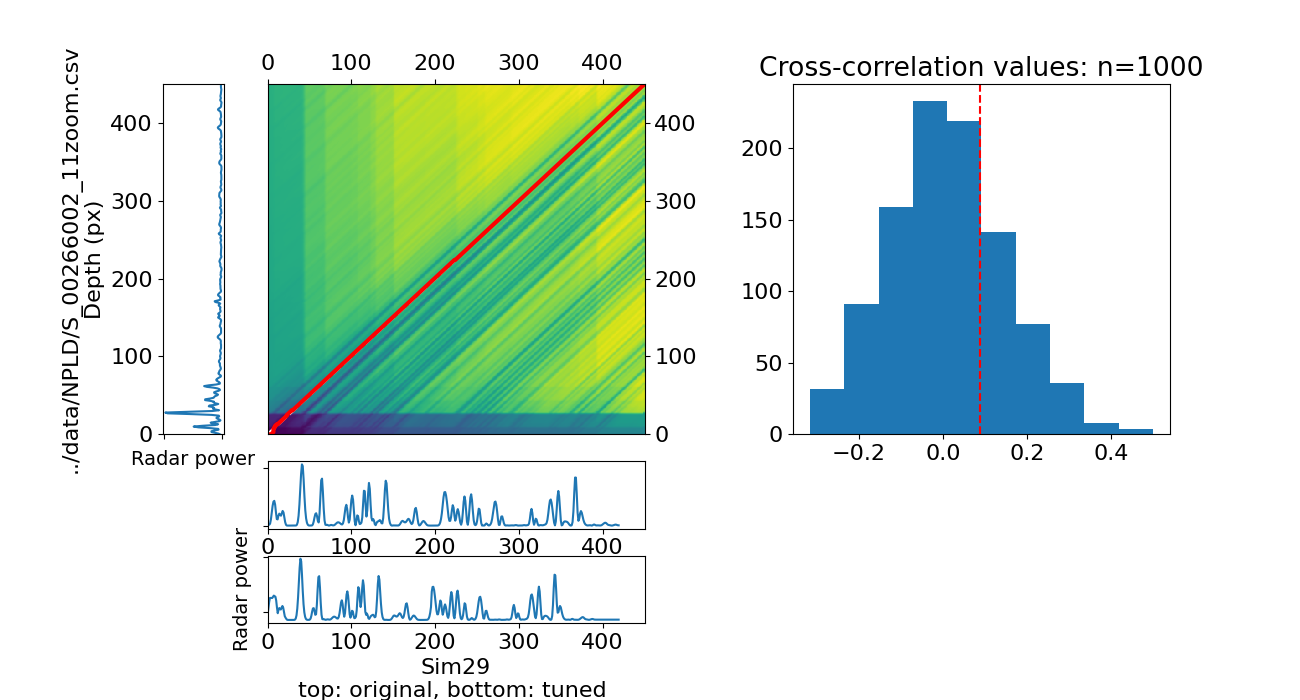 0 100 200 300 400
Cross-correlation values: n=1000
../data/NPLD/S_00266002_11zoom.csv
Depth (px)
400
300
200
100
0
400
300
200
100
0
200
150
100
50
0
−0.2 0.0 0.2 0.4
Radar power
0 100 200 300 400
Radar power
0 100 200 300 400
Sim29
top: original, bottom: tuned